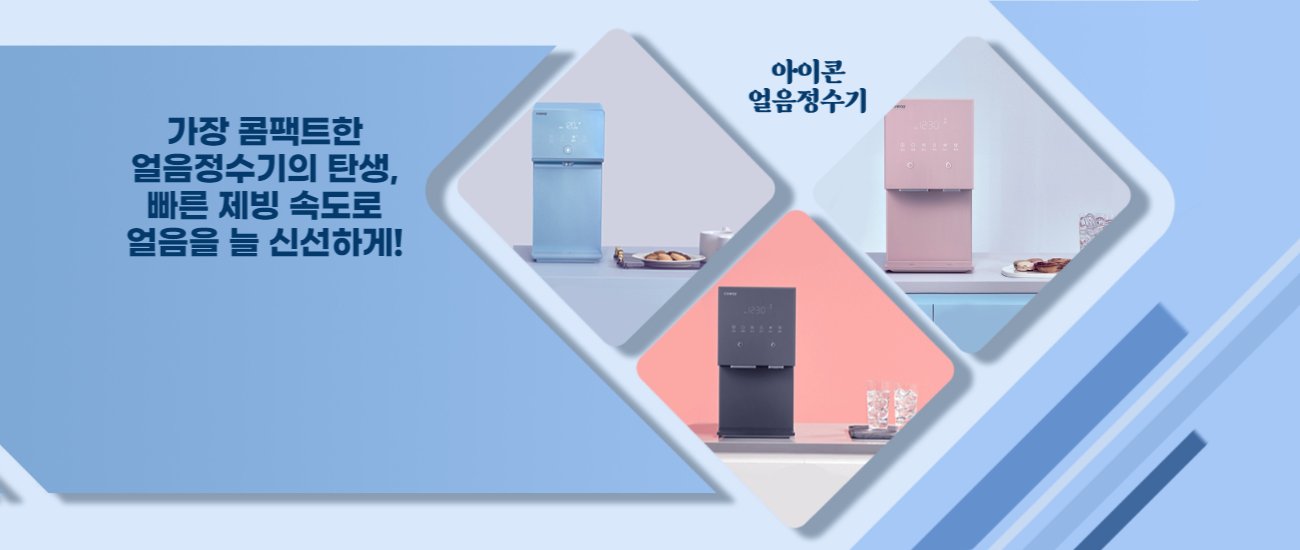 가장 콤팩트한
얼음정수기의 탄생,
빠른 제빙 속도로
얼음을 늘 신선하게!
아이콘
얼음정수기